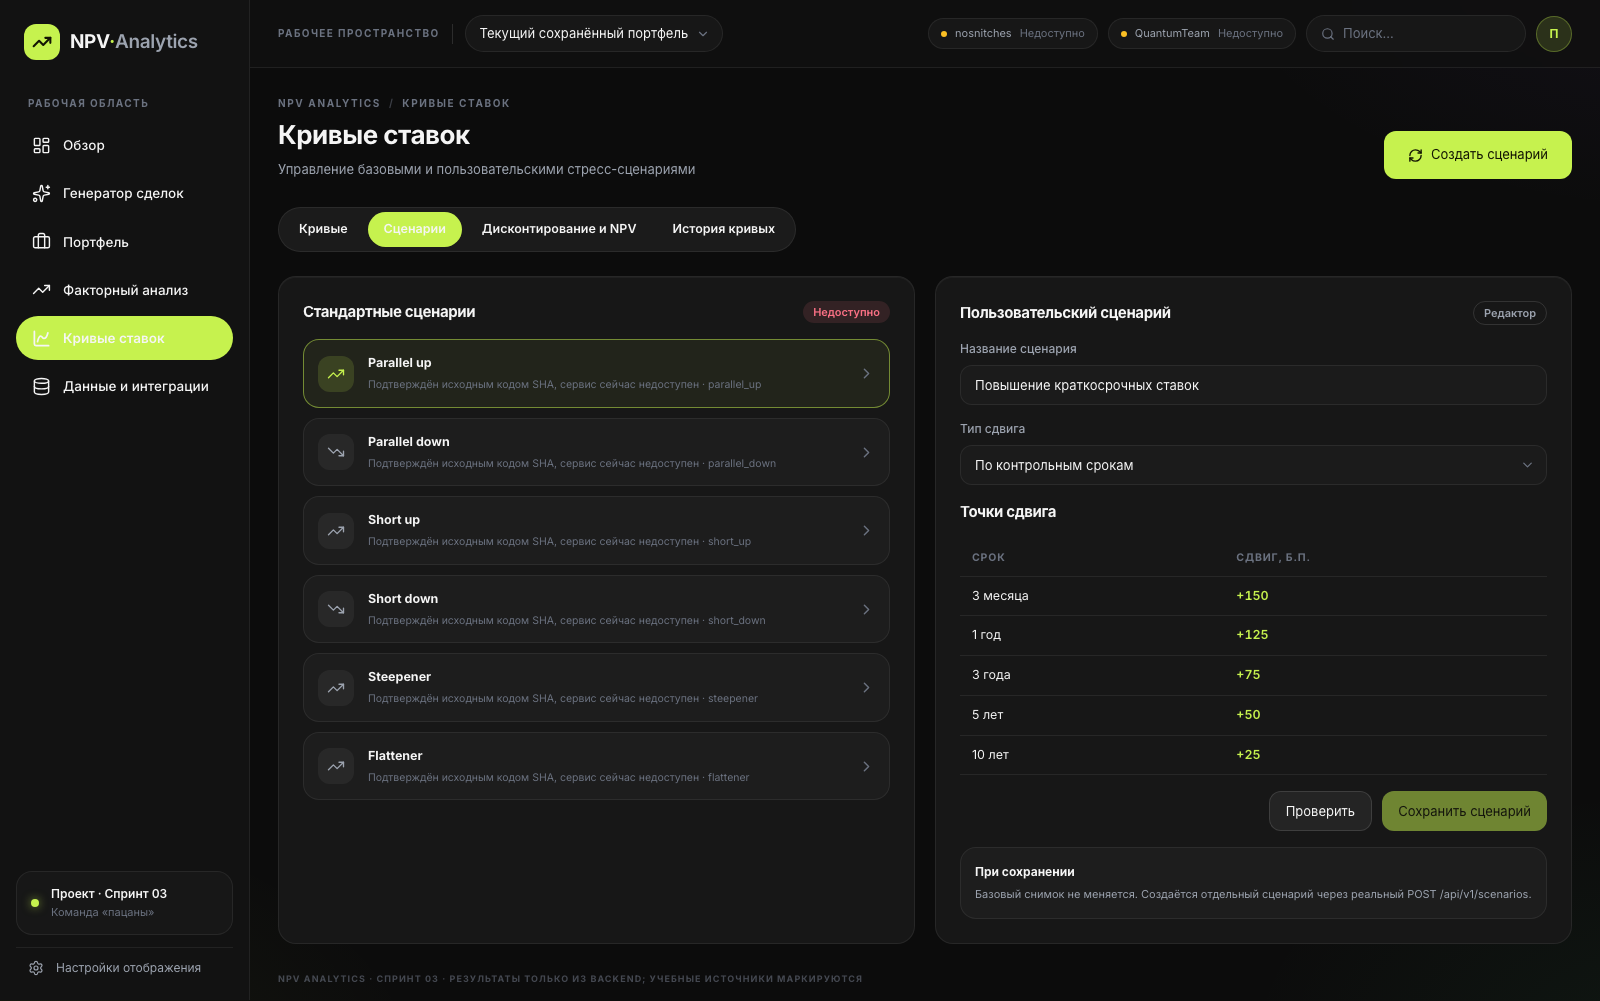 NPV·Analytics
РАБОЧЕЕ ПРОСТРАНСТВО
Текущий сохранённый портфель
nosnitches Недоступно
QuantumTeam Недоступно
Поиск...
П
РАБОЧАЯ ОБЛАСТЬ
Обзор
Генератор сделок
Портфель
Факторный анализ
Кривые ставок
Данные и интеграции
Проект · Спринт 03
Команда «пацаны»
Настройки отображения
NPV ANALYTICS / КРИВЫЕ СТАВОК
Кривые ставок
Управление базовыми и пользовательскими стресс-сценариями
Создать сценарий
Кривые
Сценарии
Дисконтирование и NPV
История кривых
Стандартные сценарии
Недоступно
Parallel up
Подтверждён исходным кодом SHA, сервис сейчас недоступен · parallel_up
Parallel down
Подтверждён исходным кодом SHA, сервис сейчас недоступен · parallel_down
Short up
Подтверждён исходным кодом SHA, сервис сейчас недоступен · short_up
Short down
Подтверждён исходным кодом SHA, сервис сейчас недоступен · short_down
Steepener
Подтверждён исходным кодом SHA, сервис сейчас недоступен · steepener
Flattener
Подтверждён исходным кодом SHA, сервис сейчас недоступен · flattener
Пользовательский сценарий
Редактор
Название сценария
Повышение краткосрочных ставок
Тип сдвига
По контрольным срокам
Точки сдвига
СРОК СДВИГ, Б.П.
3 месяца +150
1 год +125
3 года +75
5 лет +50
10 лет +25
Проверить
Сохранить сценарий
При сохранении
Базовый снимок не меняется. Создаётся отдельный сценарий через реальный POST /api/v1/scenarios.
NPV ANALYTICS · СПРИНТ 03 · РЕЗУЛЬТАТЫ ТОЛЬКО ИЗ BACKEND; УЧЕБНЫЕ ИСТОЧНИКИ МАРКИРУЮТСЯ